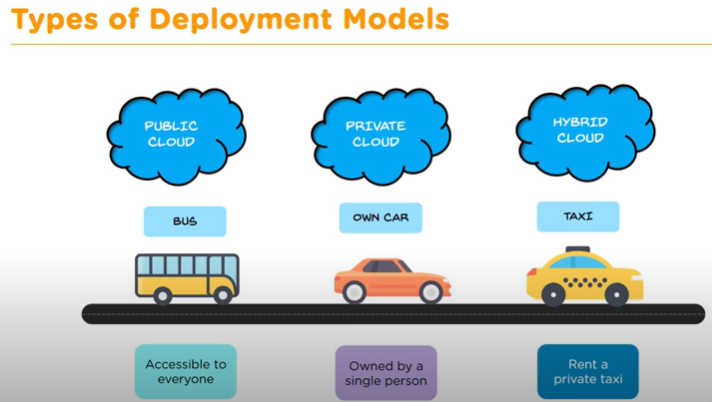 Types of Deployment Models
PUBLIC
CLOUD
PRIVATE
CLOUD
HYBRID
CLOUD
BUS
OWN CAR
TAXI
Accessible to
everyone
Owned by a
single person
Rent a
private taxi